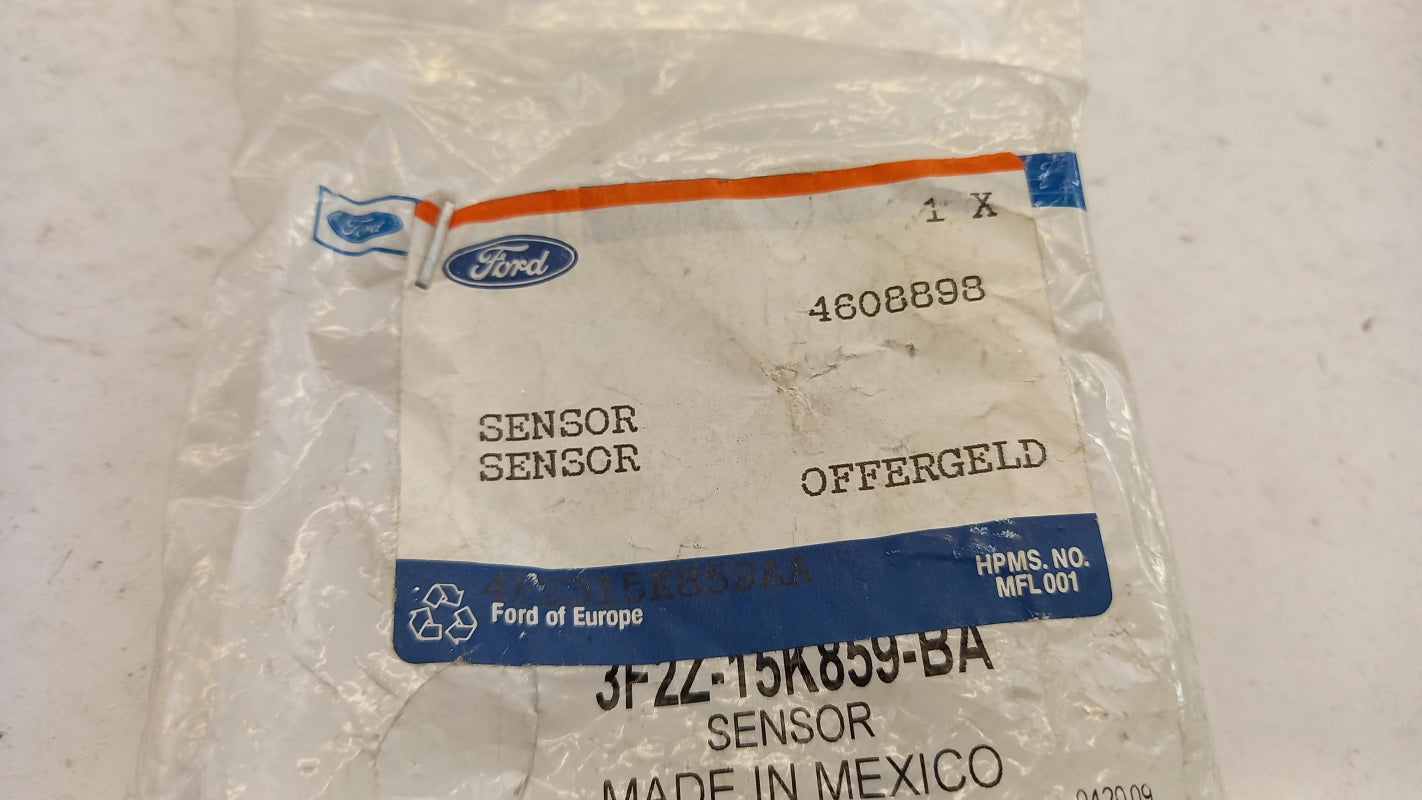 Ford
1 X
Ford
4608898
SENSOR
SENSOR
OFFERGELD
HPMS. NO.
MFL 001
Ford of Europe
3F2Z-15K859-BA
SENSOR
MADE IN MEXICO